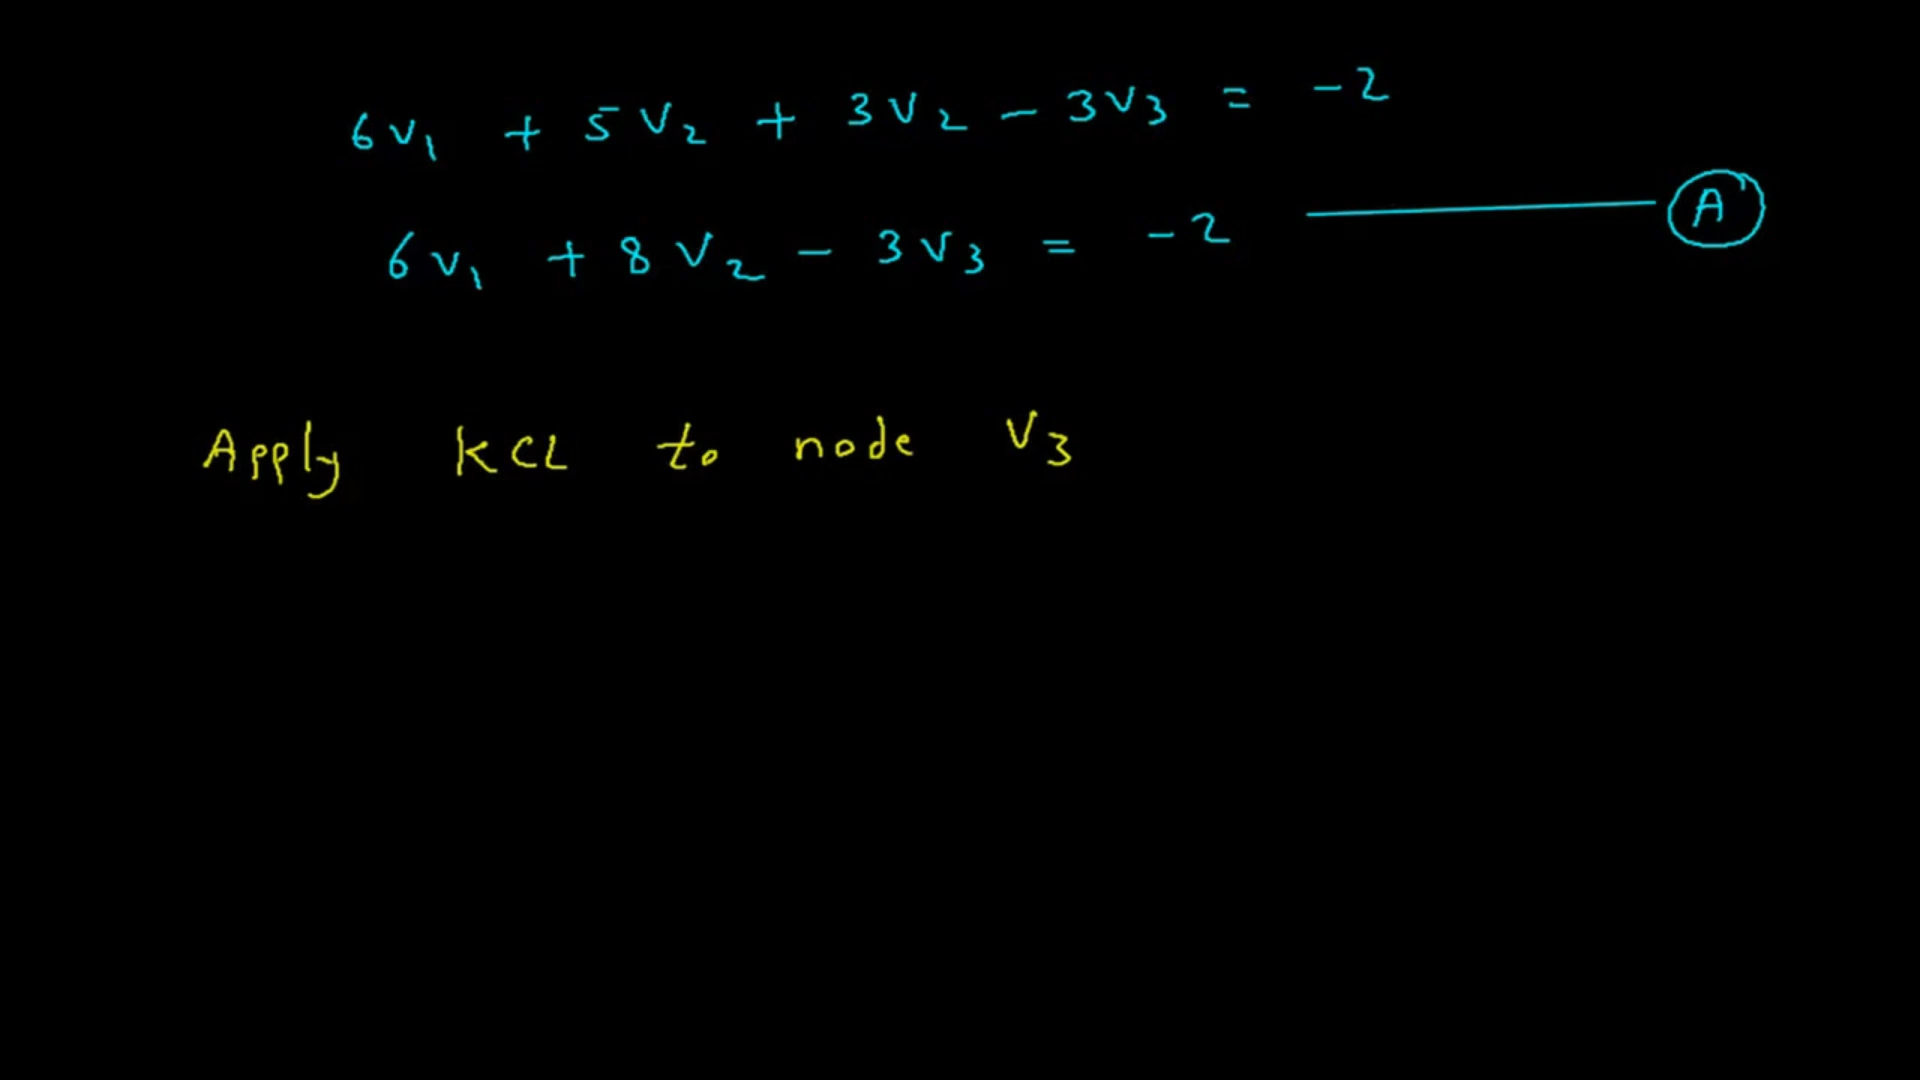 6v₁ + 5v₂ + 3v₂ - 3v₃ = -2
6v₁ + 8v₂ - 3v₃ = -2 A
Apply KCL to node V₃